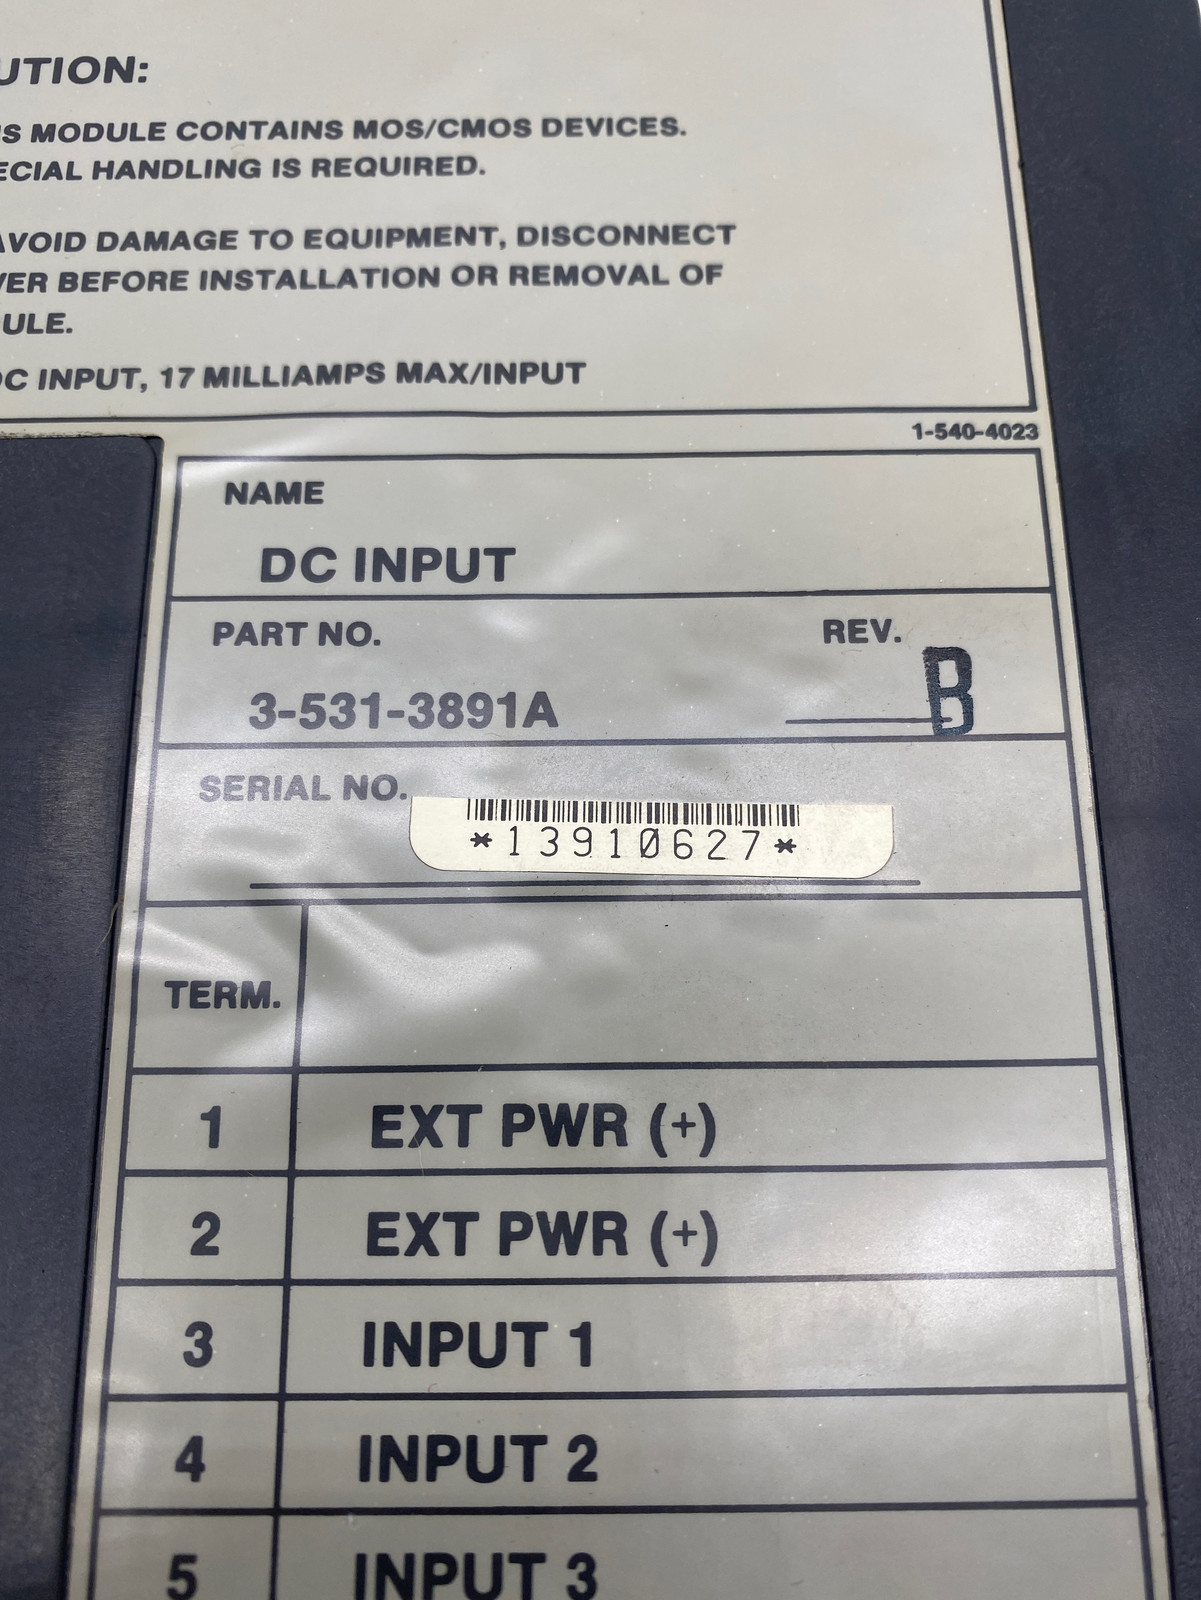 UTION:
IS MODULE CONTAINS MOS/CMOS DEVICES.
ECIAL HANDLING IS REQUIRED.
AVOID DAMAGE TO EQUIPMENT, DISCONNECT
ER BEFORE INSTALLATION OR REMOVAL OF
ULE.
DC INPUT, 17 MILLIAMPS MAX/INPUT
1-540-4023
NAME
DC INPUT
PART NO. REV.
3-531-3891A B
SERIAL NO.
*13910627*
TERM.
1 EXT PWR (+)
2 EXT PWR (+)
3 INPUT 1
4 INPUT 2
5 INPUT 3